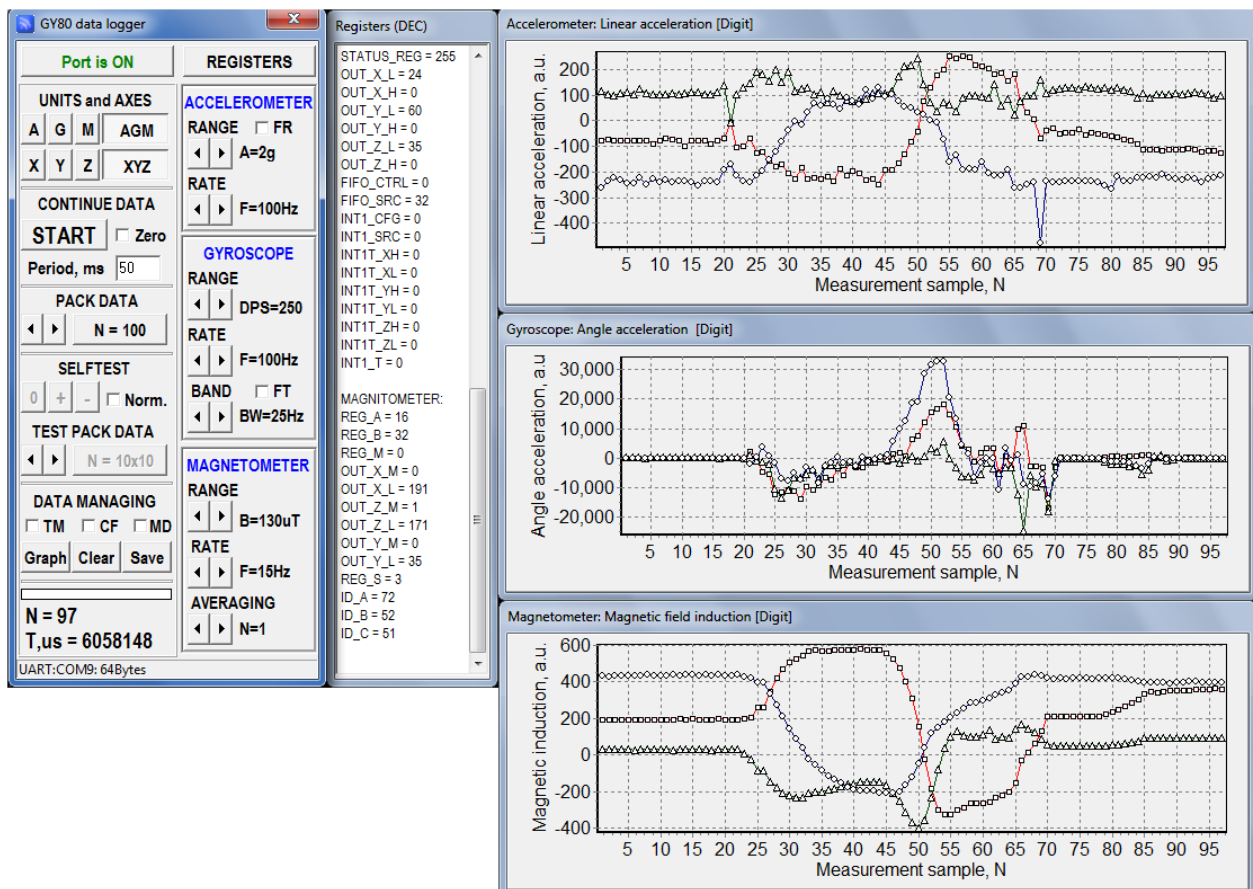 GY80 data logger
Port is ON
REGISTERS
UNITS and AXES
A G M AGM
X Y Z XYZ
CONTINUE DATA
START Zero
Period, ms 50
PACK DATA
N = 100
SELFTEST
0 + - Norm.
TEST PACK DATA
N = 10x10
DATA MANAGING
TM CF MD
Graph Clear Save
N = 97
T,us = 6058148
UART:COM9: 64Bytes
ACCELEROMETER
RANGE FR
A=2g
RATE
F=100Hz
GYROSCOPE
RANGE
DPS=250
RATE
F=100Hz
BAND FT
BW=25Hz
MAGNETOMETER
RANGE
B=130uT
RATE
F=15Hz
AVERAGING
N=1
Registers (DEC)
STATUS_REG = 255
OUT_X_L = 24
OUT_X_H = 0
OUT_Y_L = 60
OUT_Y_H = 0
OUT_Z_L = 35
OUT_Z_H = 0
FIFO_CTRL = 0
FIFO_SRC = 32
INT1_CFG = 0
INT1_SRC = 0
INT1T_XH = 0
INT1T_XL = 0
INT1T_YH = 0
INT1T_YL = 0
INT1T_ZH = 0
INT1T_ZL = 0
INT1_T = 0
MAGNITOMETER:
REG_A = 16
REG_B = 32
REG_M = 0
OUT_X_M = 0
OUT_X_L = 191
OUT_Z_M = 1
OUT_Z_L = 171
OUT_Y_M = 0
OUT_Y_L = 35
REG_S = 3
ID_A = 72
ID_B = 52
ID_C = 51
Accelerometer: Linear acceleration [Digit]
Linear acceleration, a.u.
200
100
0
-100
-200
-300
-400
5 10 15 20 25 30 35 40 45 50 55 60 65 70 75 80 85 90 95
Measurement sample, N
Gyroscope: Angle acceleration [Digit]
Angle acceleration, a.u
30,000
20,000
10,000
0
-10,000
-20,000
5 10 15 20 25 30 35 40 45 50 55 60 65 70 75 80 85 90 95
Measurement sample, N
Magnetometer: Magnetic field induction [Digit]
Magnetic induction, a.u.
600
400
200
0
-200
-400
5 10 15 20 25 30 35 40 45 50 55 60 65 70 75 80 85 90 95
Measurement sample, N